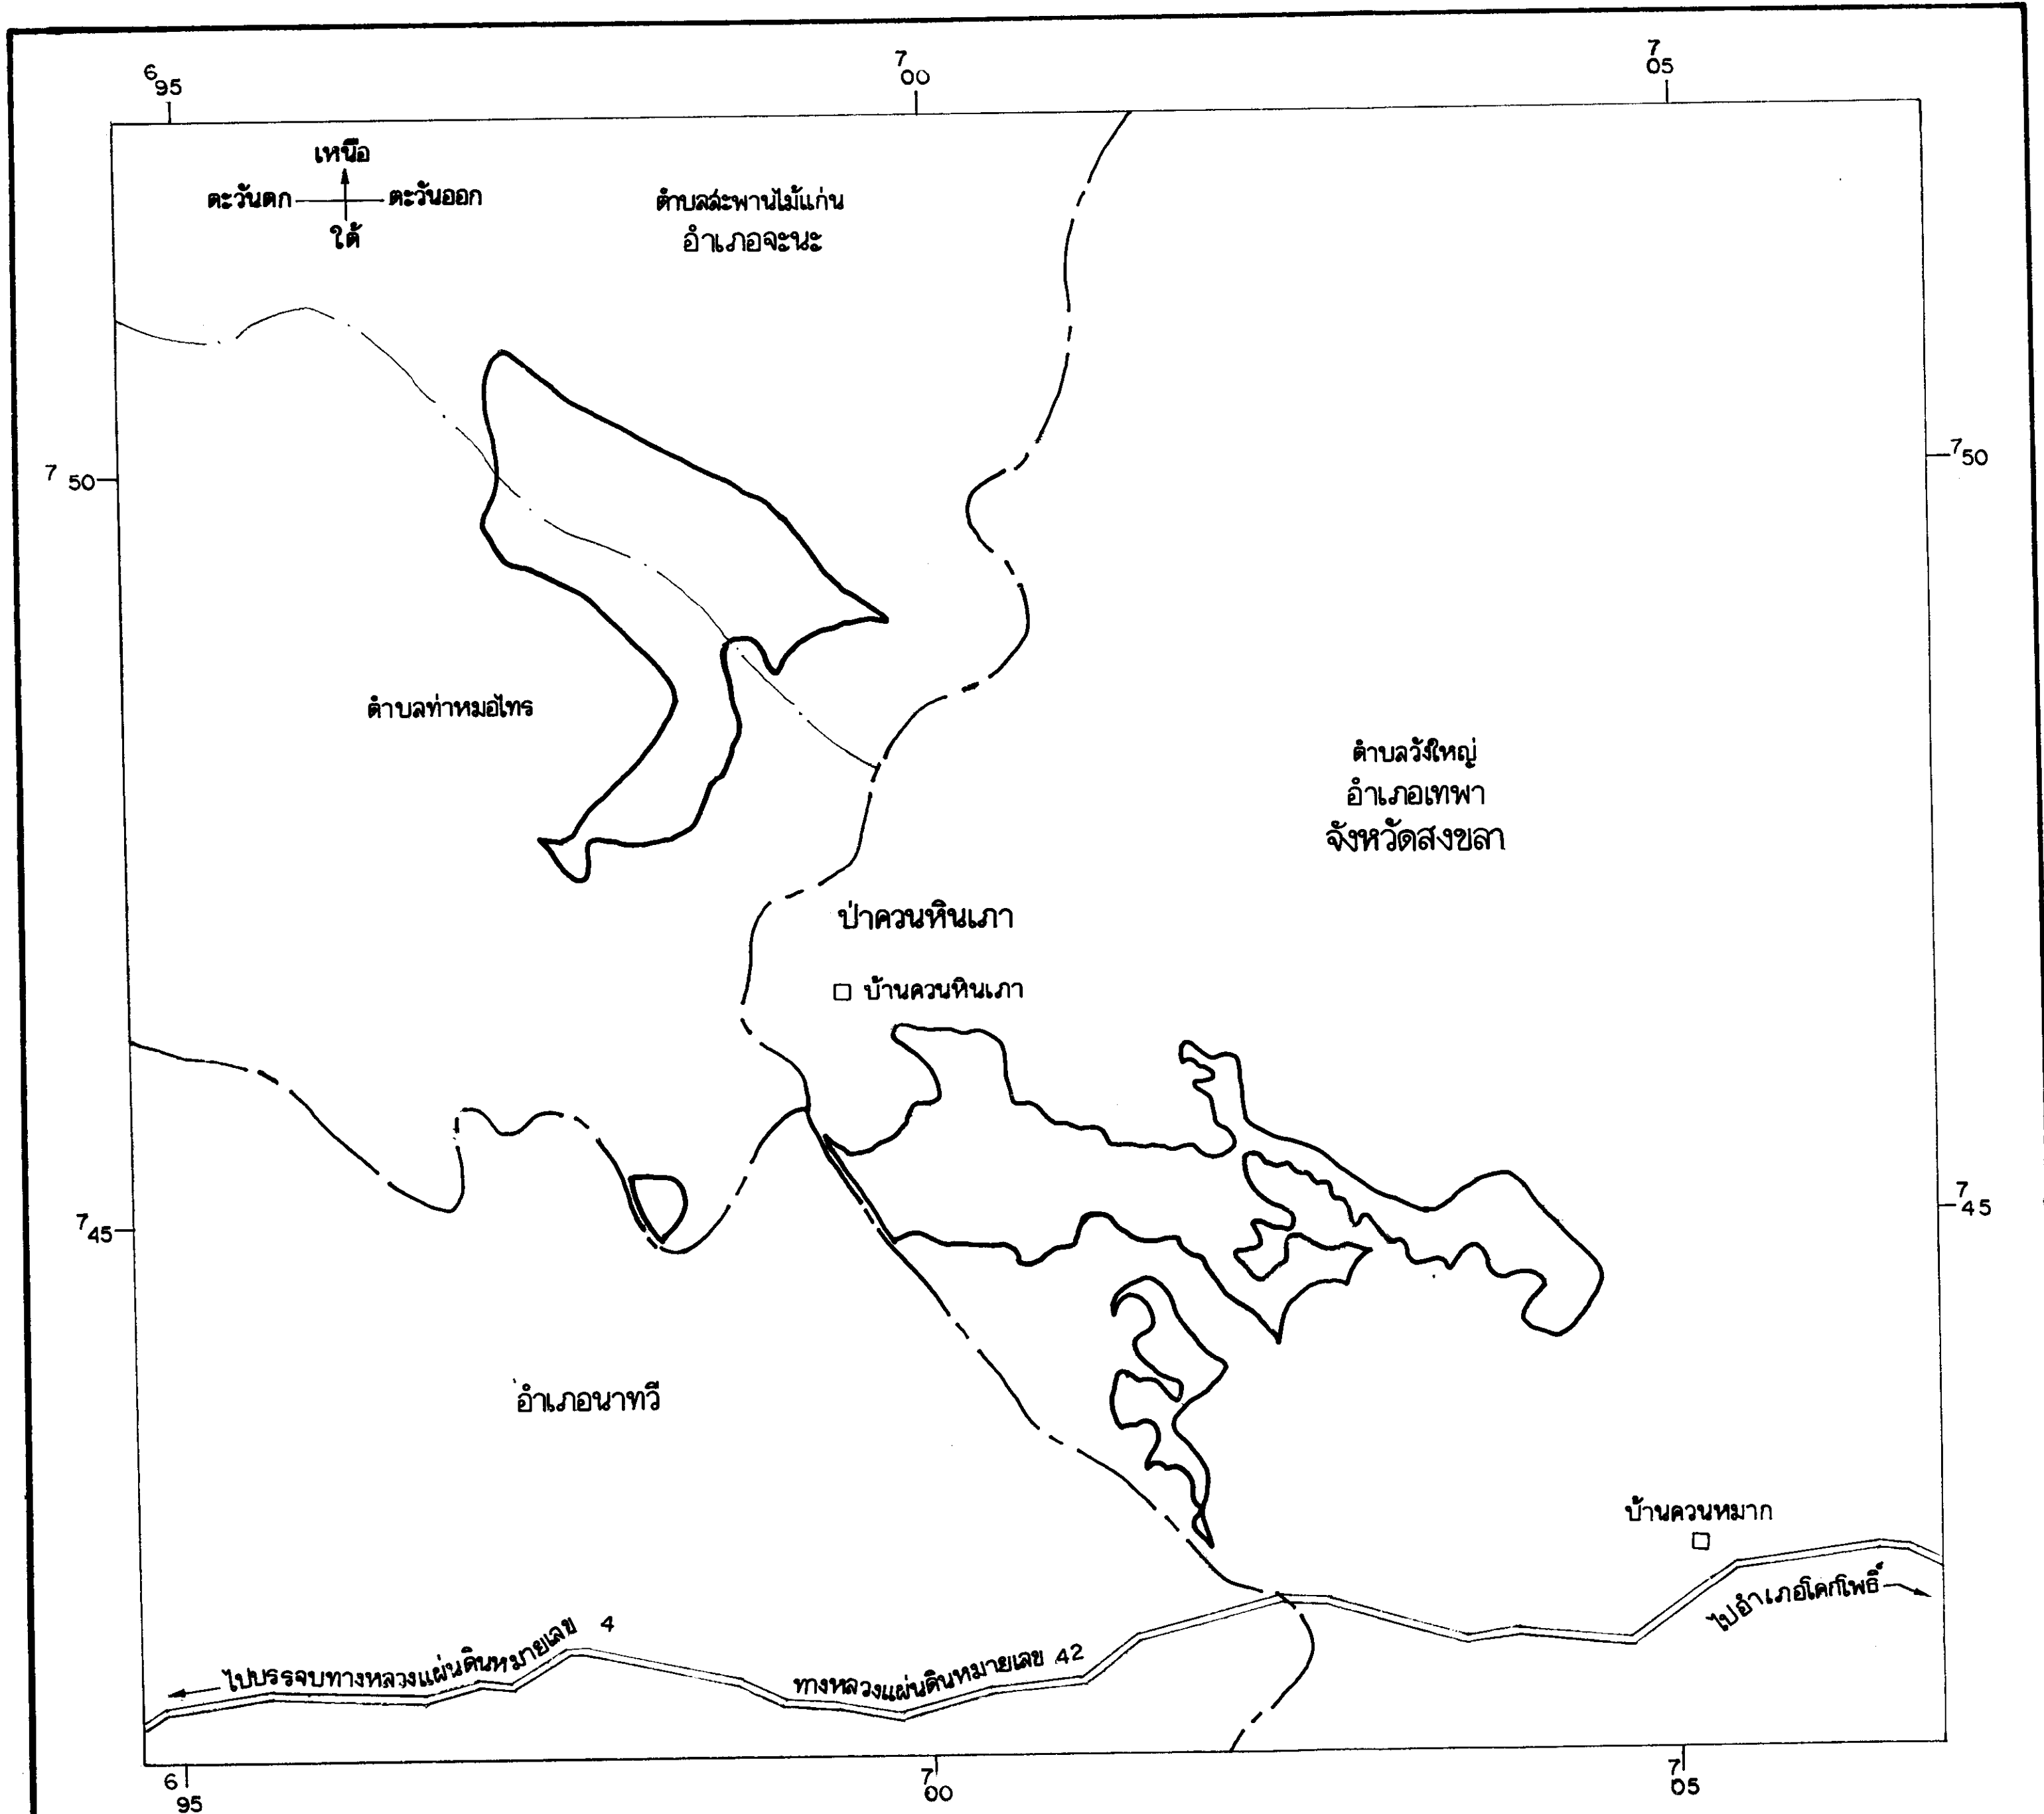 6 95
7 00
7 05
เหนือ
ตะวันตก ตะวันออก
ใต้
ตำบลสะพานไม้แก่น
อำเภอจะนะ
7 50
7 50
ตำบลท่าหมอไทร
ตำบลวังใหญ่
อำเภอเทพา
จังหวัดสงขลา
ป่าควนหินเภา
บ้านควนหินเภา
7 45
7 45
อำเภอนาทวี
บ้านควนหมาก
ไปอำเภอโคกโพธิ์
ไปบรรจบทางหลวงแผ่นดินหมายเลข 4
ทางหลวงแผ่นดินหมายเลข 42
6 95
7 00
7 05